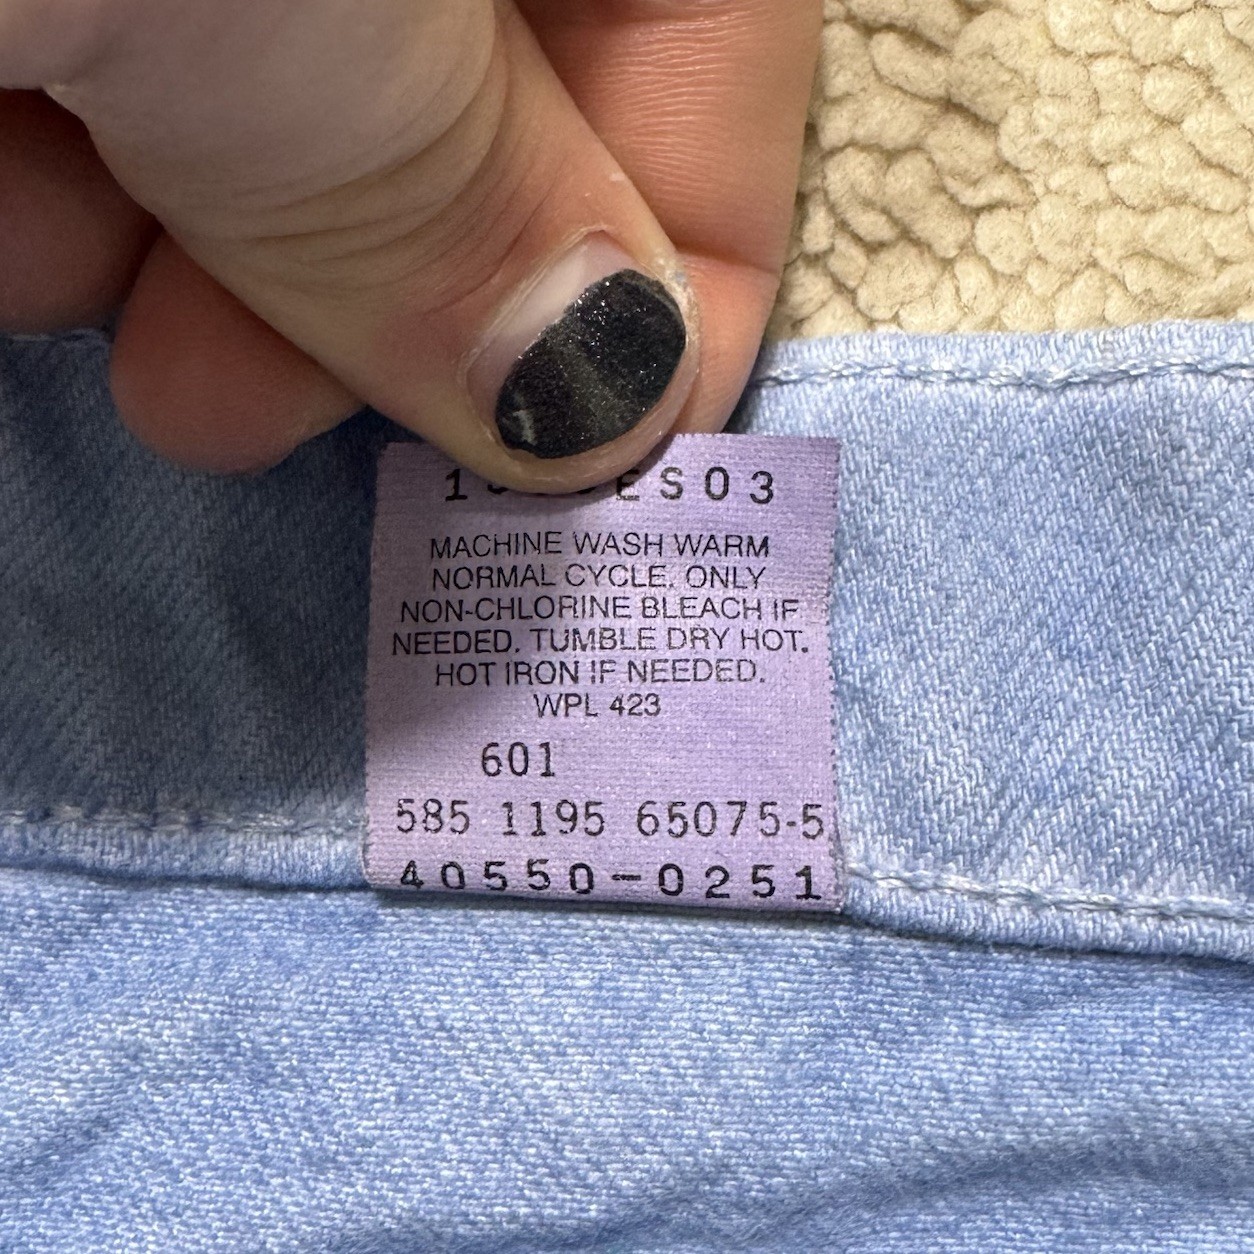 ES03
MACHINE WASH WARM
NORMAL CYCLE. ONLY
NON-CHLORINE BLEACH IF
NEEDED. TUMBLE DRY HOT.
HOT IRON IF NEEDED.
WPL 423
601
585 1195 65075-5
40550-0251